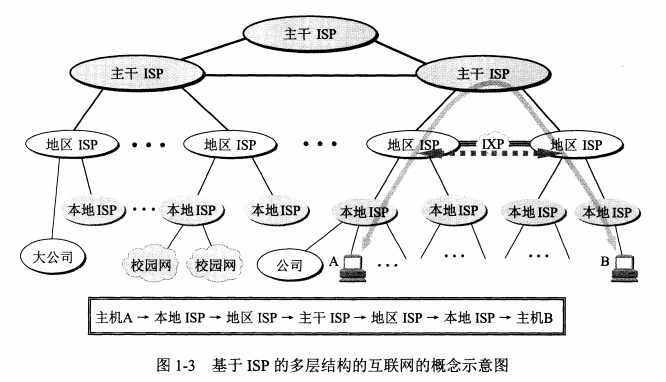 主干 ISP
主干 ISP
主干 ISP
地区 ISP
• • •
地区 ISP
• • •
地区 ISP
IXP
地区 ISP
本地 ISP
• • •
本地 ISP
本地 ISP
本地 ISP
本地 ISP
本地 ISP
本地 ISP
大公司
校园网
校园网
公司
A
• • •
• • •
• • •
B
主机A → 本地 ISP → 地区 ISP → 主干 ISP → 地区 ISP → 本地 ISP → 主机B
图 1-3 基于 ISP 的多层结构的互联网的概念示意图